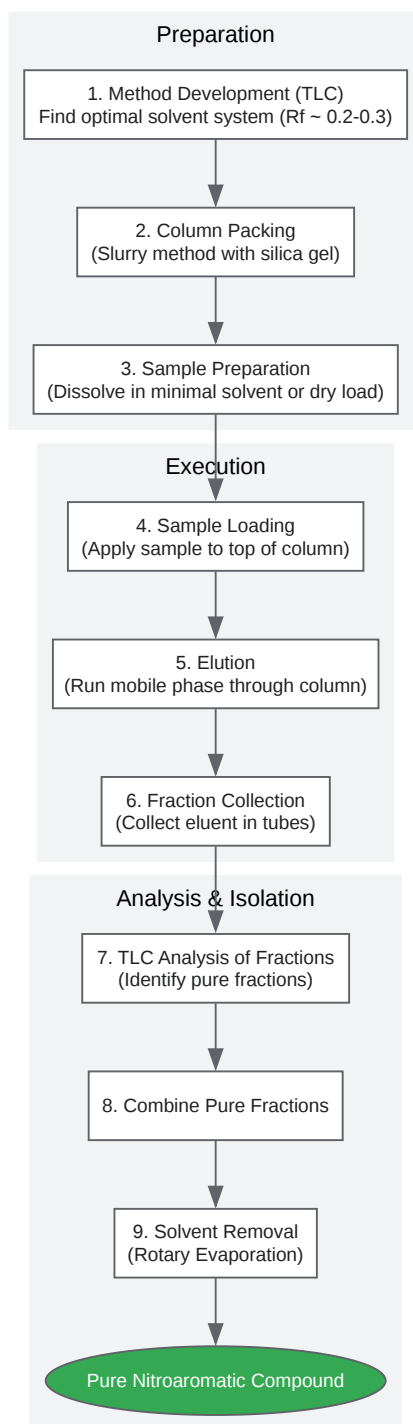 Preparation
1. Method Development (TLC)
Find optimal solvent system (Rf ~ 0.2-0.3)
2. Column Packing
(Slurry method with silica gel)
3. Sample Preparation
(Dissolve in minimal solvent or dry load)
Execution
4. Sample Loading
(Apply sample to top of column)
5. Elution
(Run mobile phase through column)
6. Fraction Collection
(Collect eluent in tubes)
Analysis & Isolation
7. TLC Analysis of Fractions
(Identify pure fractions)
8. Combine Pure Fractions
9. Solvent Removal
(Rotary Evaporation)
Pure Nitroaromatic Compound